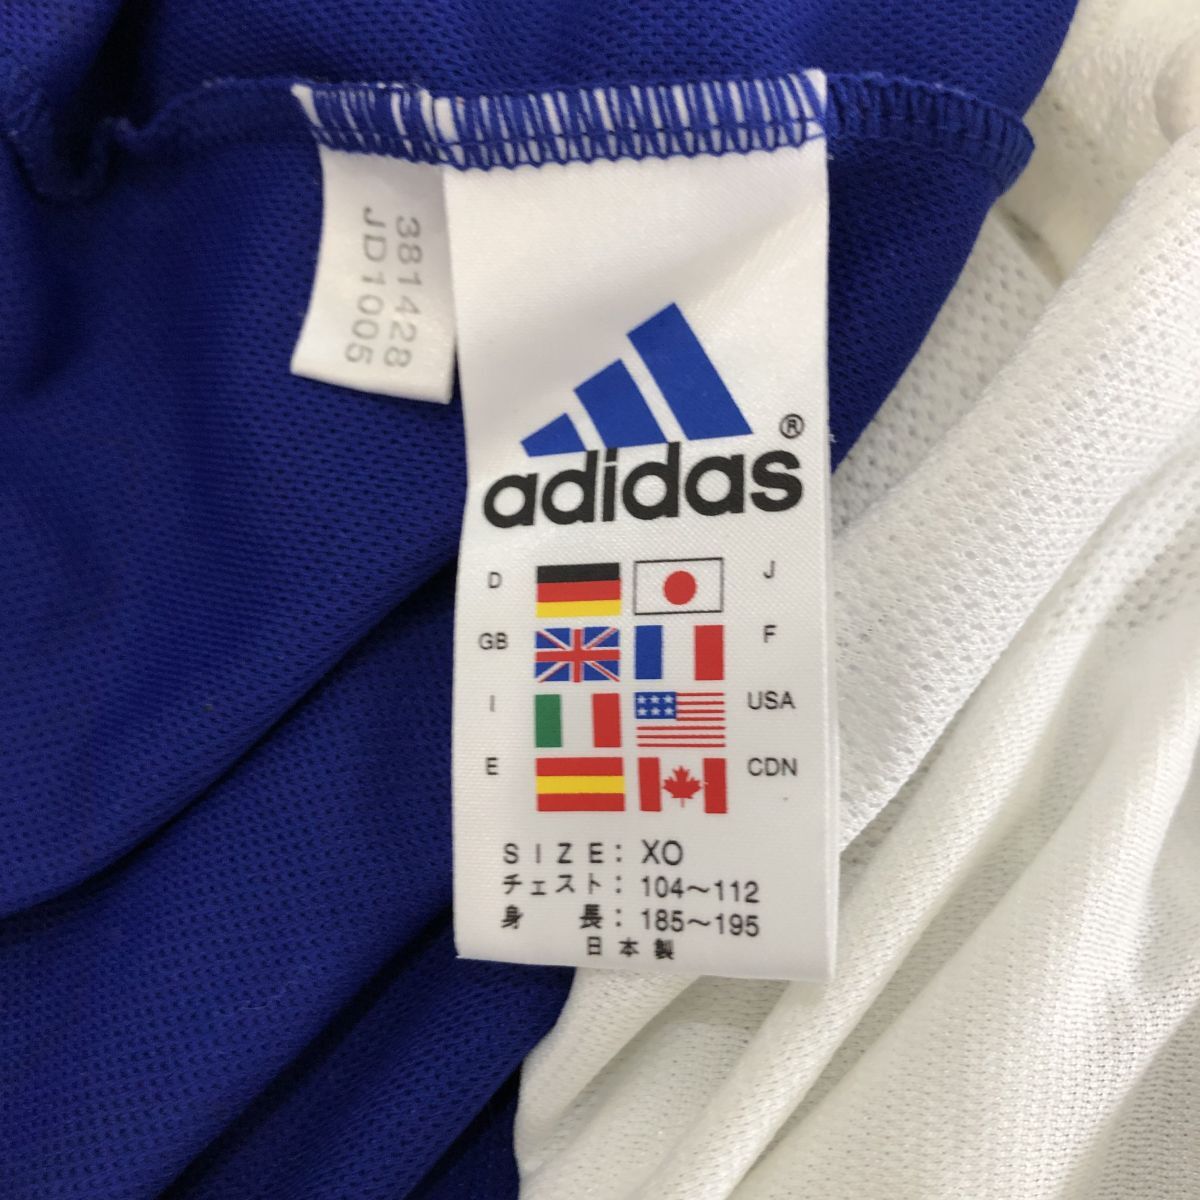 381428
JD1005
adidas®
D J
GB F
I USA
E CDN
SIZE: XO
チェスト: 104～112
身 長: 185～195
日本製